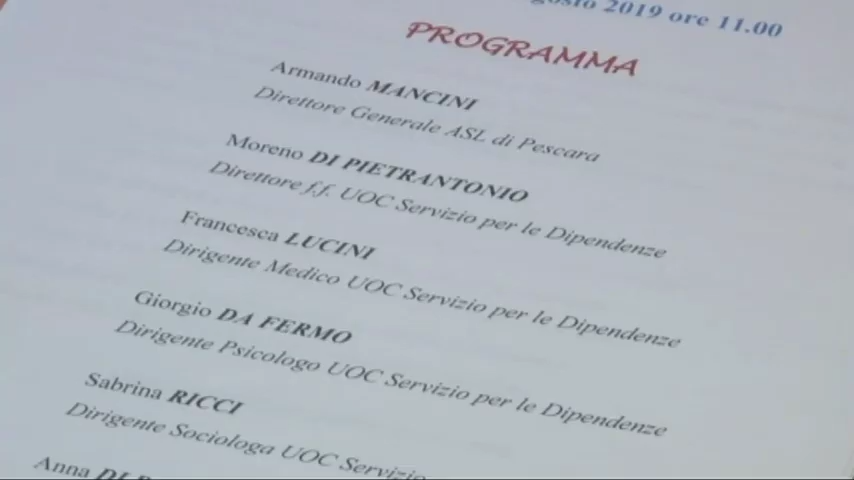 2019 ore 11.00
PROGRAMMA
Armando MANCINI
Direttore Generale ASL di Pescara
Moreno DI PIETRANTONIO
Direttore f.f. UOC Servizio per le Dipendenze
Francesca LUCINI
Dirigente Medico UOC Servizio per le Dipendenze
Giorgio DA FERMO
Dirigente Psicologo UOC Servizio per le Dipendenze
Sabrina RICCI
Dirigente Sociologa UOC Servizio
Anna